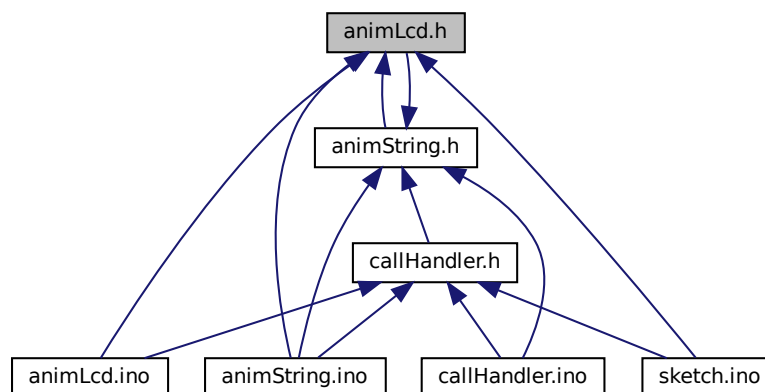 animLcd.h
animString.h
callHandler.h
animLcd.ino
animString.ino
callHandler.ino
sketch.ino